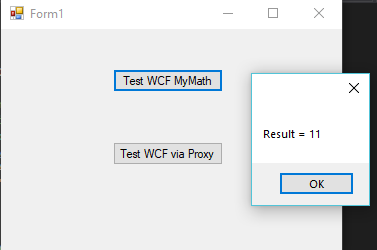 Form1
Test WCF MyMath
Result = 11
Test WCF via Proxy
OK